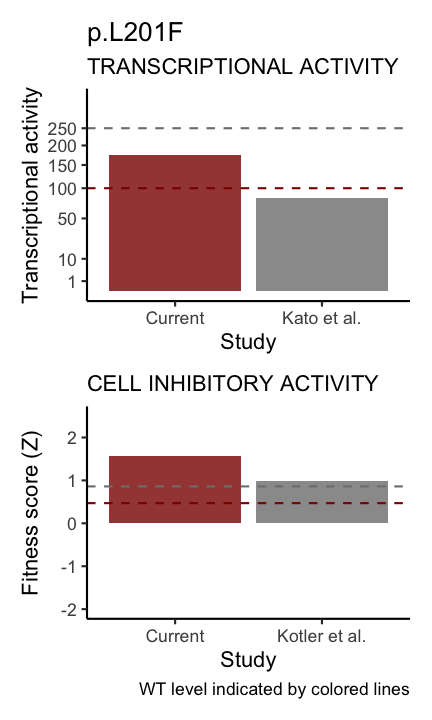 p.L201F
TRANSCRIPTIONAL ACTIVITY
Transcriptional activity
250
200
150
100
50
10
1
Current
Kato et al.
Study
CELL INHIBITORY ACTIVITY
Fitness score (Z)
2
1
0
-1
-2
Current
Kotler et al.
Study
WT level indicated by colored lines